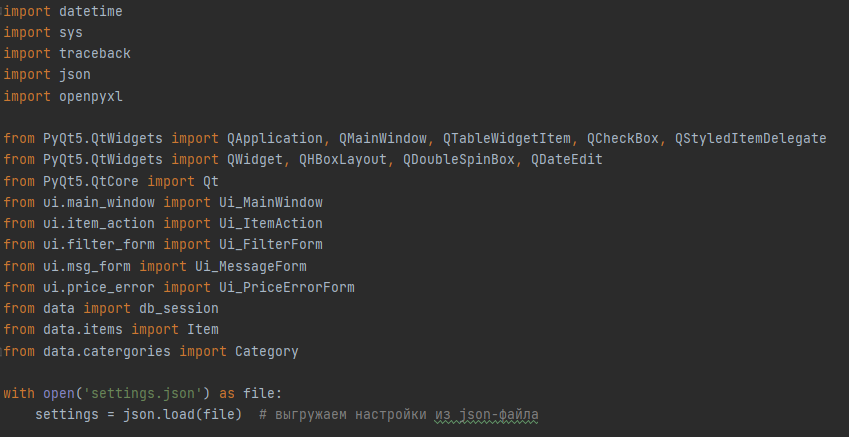 import datetime
import sys
import traceback
import json
import openpyxl
from PyQt5.QtWidgets import QApplication, QMainWindow, QTableWidgetItem, QCheckBox, QStyledItemDelegate
from PyQt5.QtWidgets import QWidget, QHBoxLayout, QDoubleSpinBox, QDateEdit
from PyQt5.QtCore import Qt
from ui.main_window import Ui_MainWindow
from ui.item_action import Ui_ItemAction
from ui.filter_form import Ui_FilterForm
from ui.msg_form import Ui_MessageForm
from ui.price_error import Ui_PriceErrorForm
from data import db_session
from data.items import Item
from data.catergories import Category
with open('settings.json') as file:
    settings = json.load(file)  # выгружаем настройки из json-файла